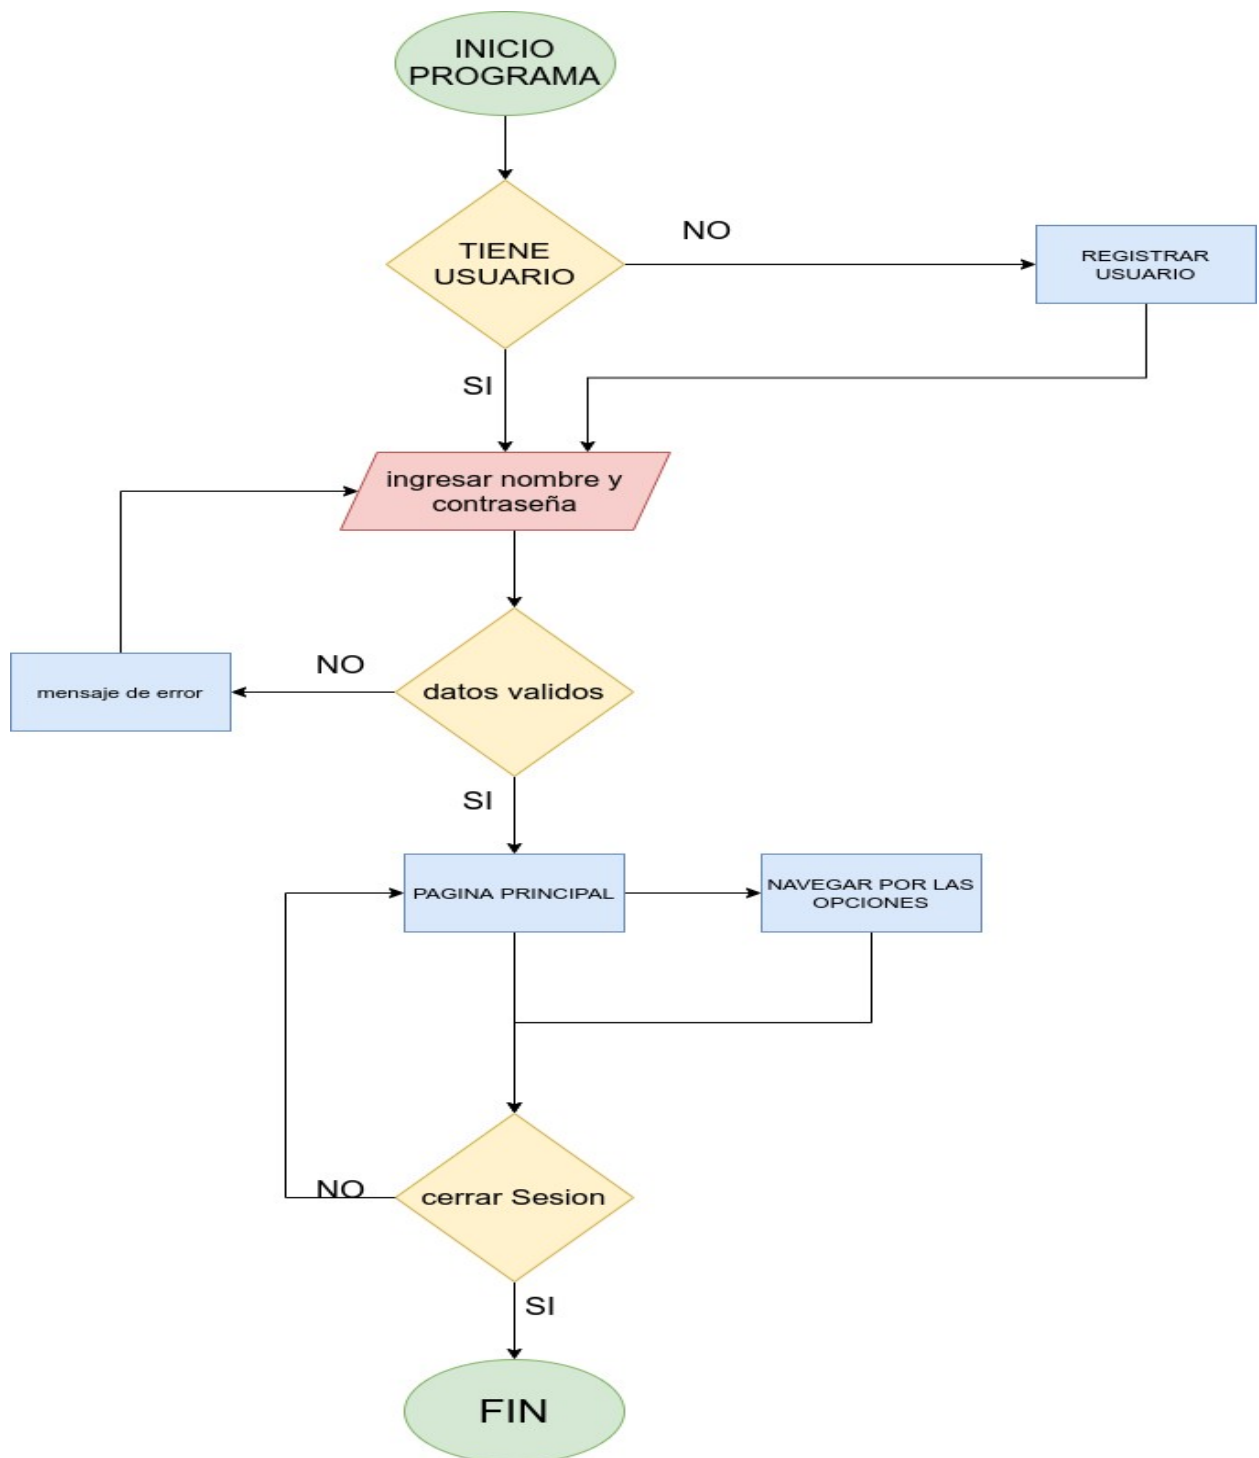 INICIO
PROGRAMA
TIENE
USUARIO
NO
REGISTRAR
USUARIO
SI
ingresar nombre y
contraseña
NO
mensaje de error
datos validos
SI
PAGINA PRINCIPAL
NAVEGAR POR LAS
OPCIONES
NO
cerrar Sesion
SI
FIN